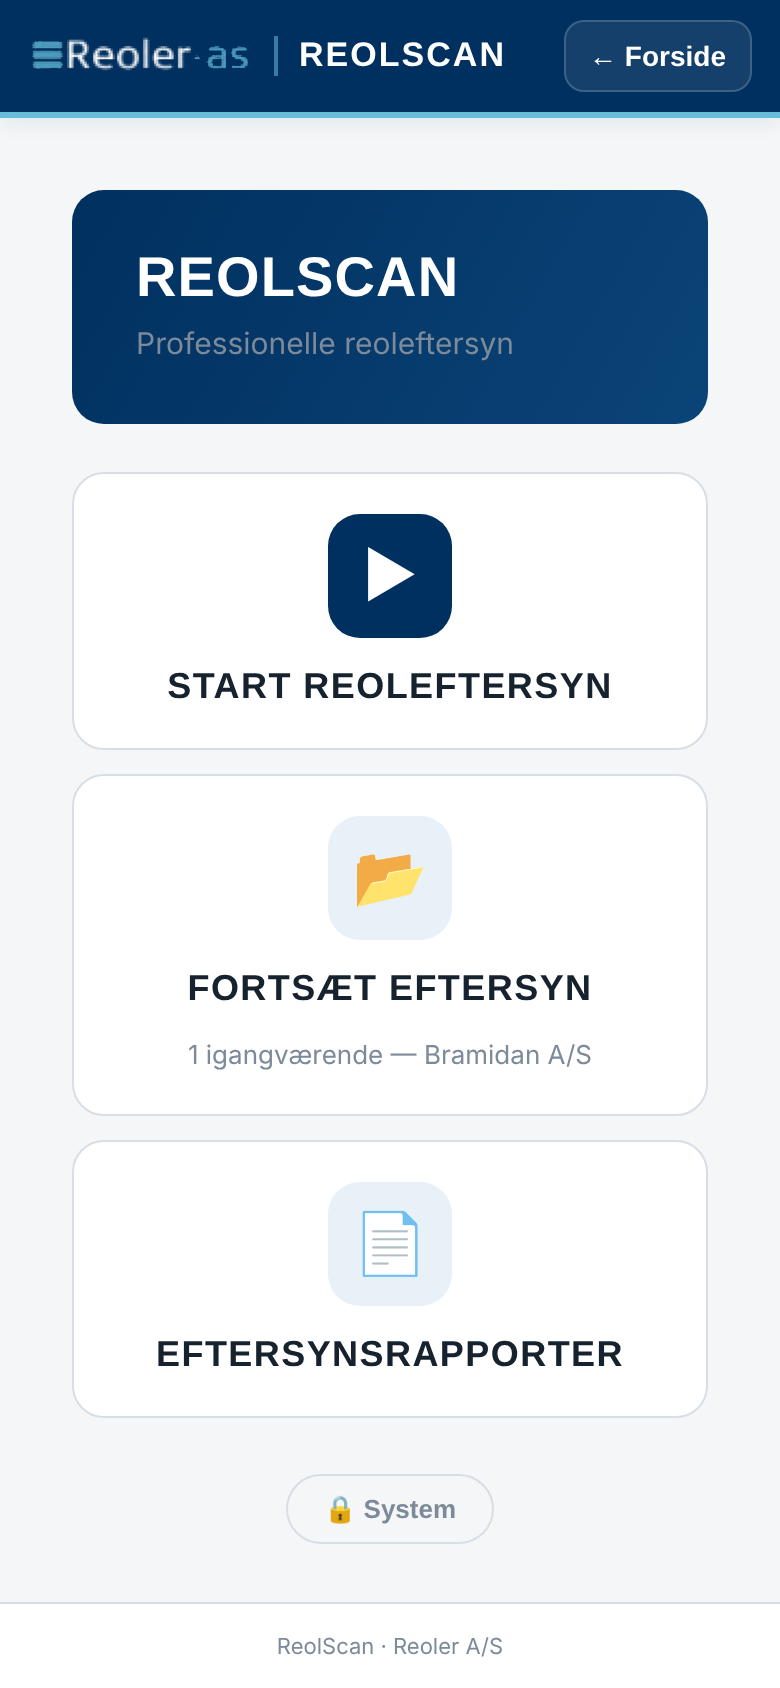 Reoler·as REOLSCAN ← Forside
REOLSCAN
Professionelle reoleftersyn
START REOLEFTERSYN
FORTSÆT EFTERSYN
1 igangværende — Bramidan A/S
EFTERSYNSRAPPORTER
System
ReolScan · Reoler A/S